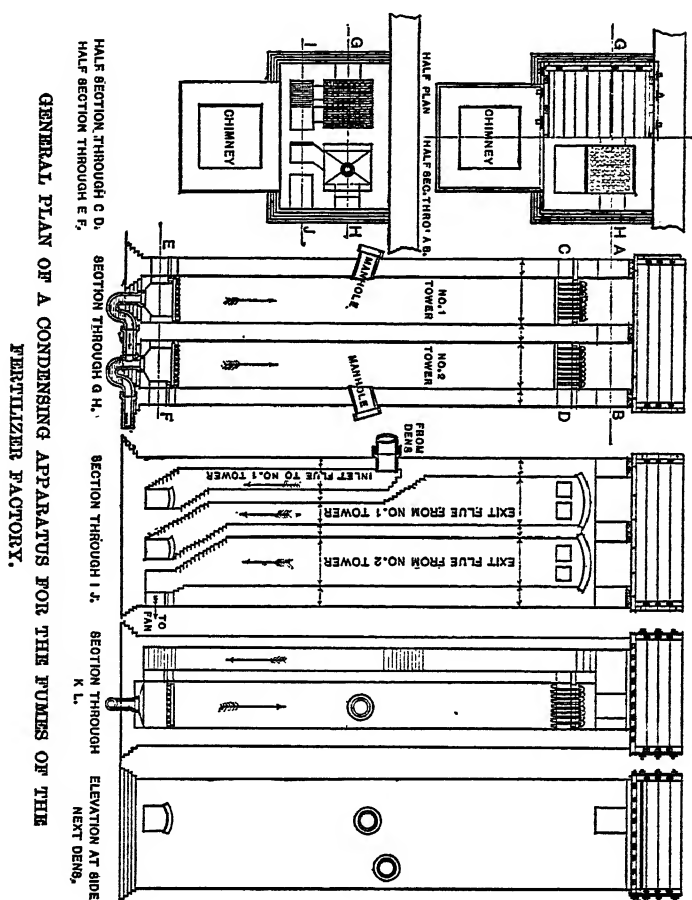 G
H
A
B
CHIMNEY
HALF PLAN
HALF SEC. THRO' A B.
G
H
I
J
CHIMNEY
HALF SECTION THROUGH C D.
HALF SECTION THROUGH E F.
C
D
NO.1
TOWER
NO.2
TOWER
MANHOLE
MANHOLE
E
F
SECTION THROUGH G H.
FROM
DENS
INLET FLUE TO NO.1 TOWER
EXIT FLUE FROM NO.1 TOWER
EXIT FLUE FROM NO.2 TOWER
TO
FAN
SECTION THROUGH I J.
SECTION THROUGH
K L.
ELEVATION AT SIDE
NEXT DENS,
GENERAL PLAN OF A CONDENSING APPARATUS FOR THE FUMES OF THE
FERTILIZER FACTORY.